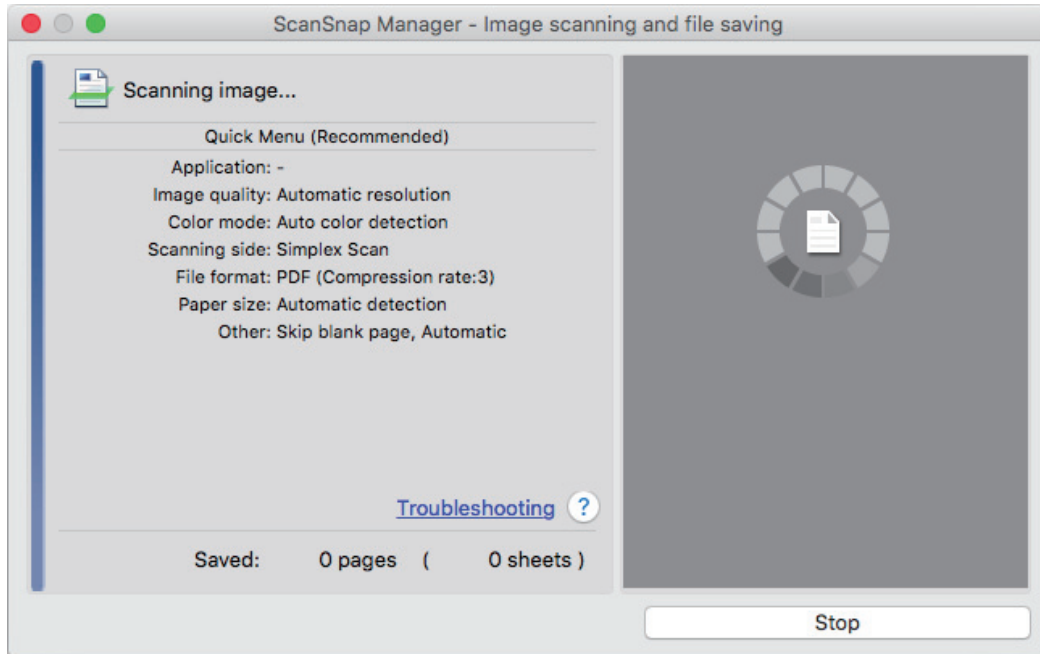 ScanSnap Manager - Image scanning and file saving
Scanning image...
Quick Menu (Recommended)
Application: -
Image quality: Automatic resolution
Color mode: Auto color detection
Scanning side: Simplex Scan
File format: PDF (Compression rate:3)
Paper size: Automatic detection
Other: Skip blank page, Automatic
Troubleshooting ?
Saved: 0 pages ( 0 sheets )
Stop